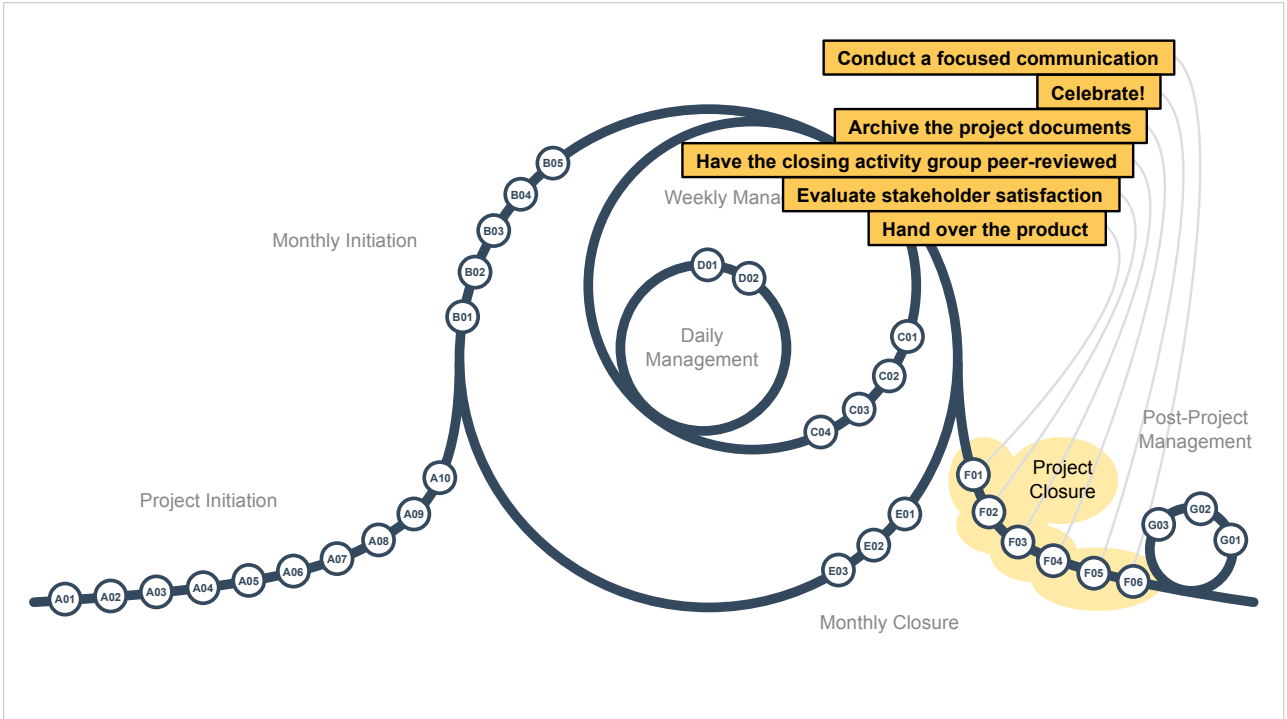 Conduct a focused communication
Celebrate!
Archive the project documents
Have the closing activity group peer-reviewed
Weekly Mana
Evaluate stakeholder satisfaction
Hand over the product
Monthly Initiation
B05
B04
B03
B02
B01
D01
D02
Daily
Management
C01
C02
C03
C04
Post-Project
Management
Project
Closure
F01
F02
F03
F04
F05
F06
G03
G02
G01
Project Initiation
A10
A09
A08
A07
A06
A05
A04
A03
A02
A01
E01
E02
E03
Monthly Closure